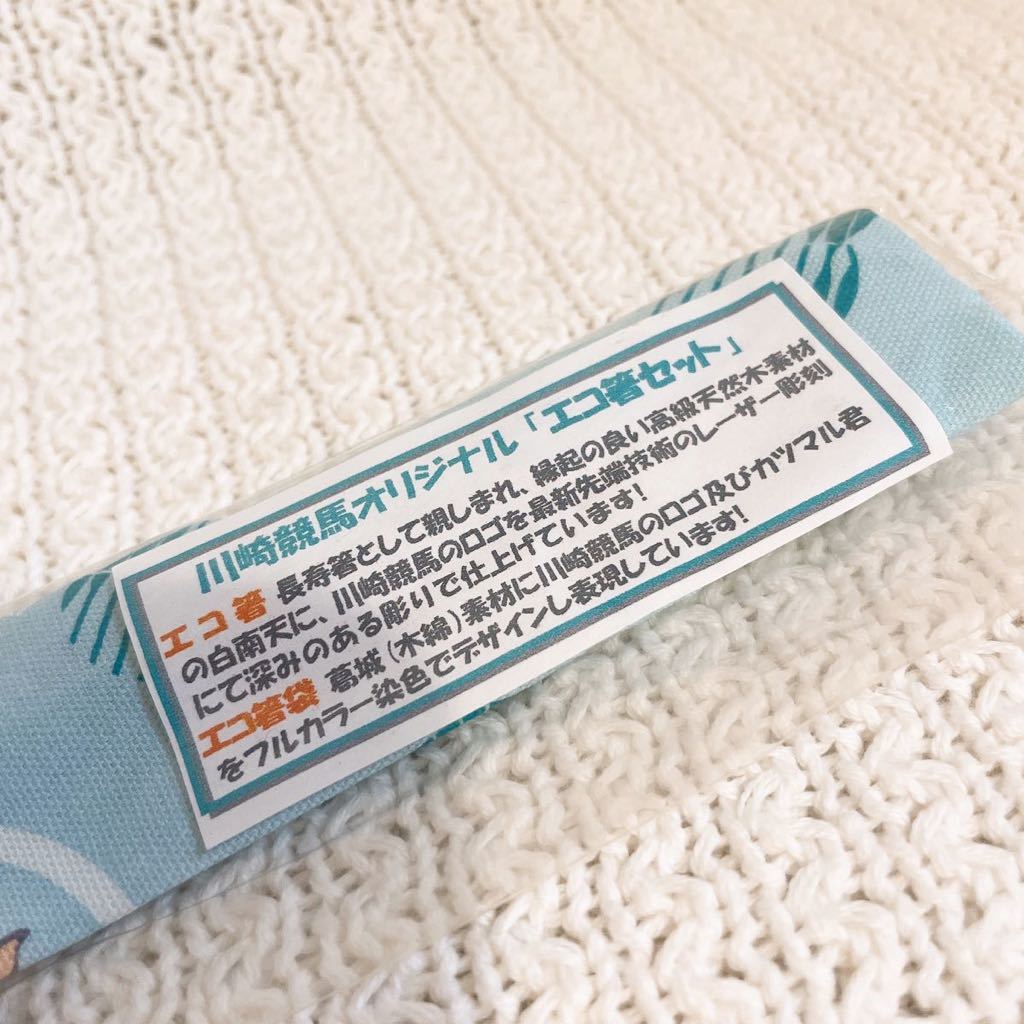 川崎競馬オリジナル「エコ箸セット」
エコ箸 長寿箸として親しまれ、縁起の良い高級天然木素材
の白南天に、川崎競馬のロゴを最新先端技術のレーザー彫刻
にて深みのある彫りで仕上げています!
エコ箸袋 葛城(木綿)素材に川崎競馬のロゴ及びカツマル君
をフルカラー染色でデザインし表現しています!